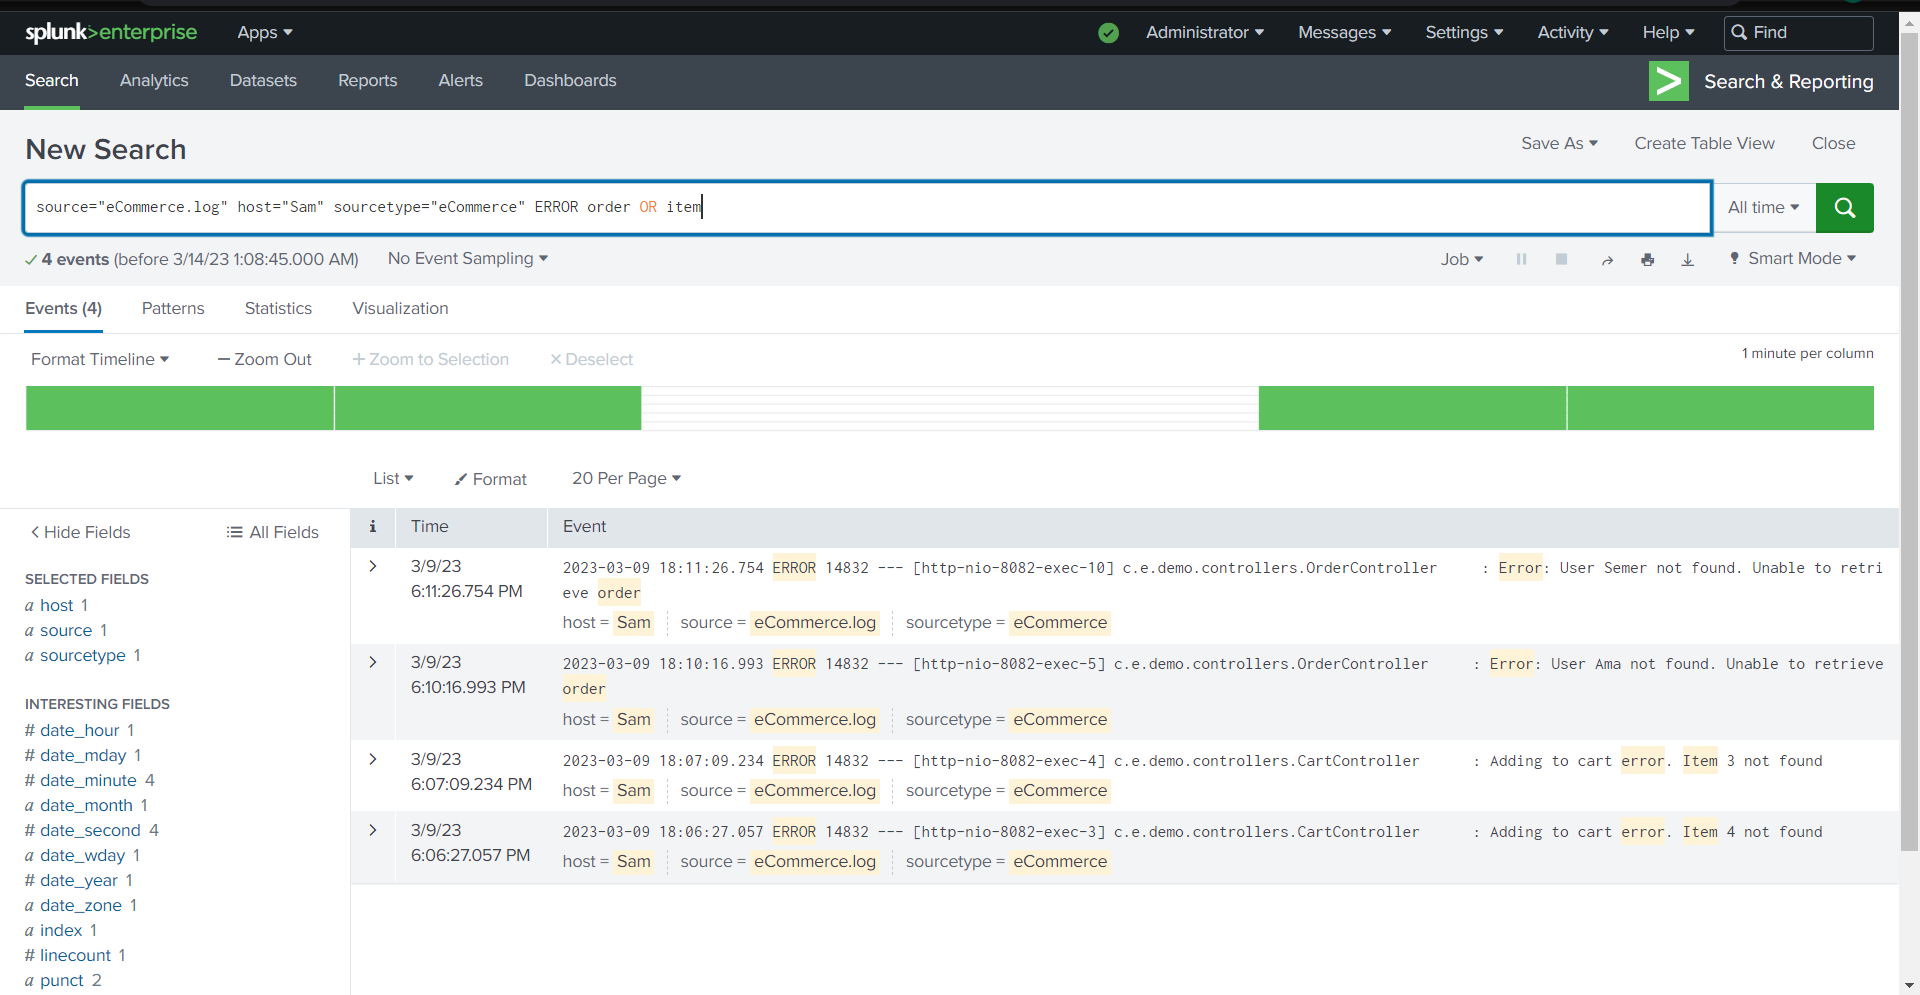 splunk>enterprise Apps Administrator Messages Settings Activity Help Find
Search Analytics Datasets Reports Alerts Dashboards Search & Reporting
New Search Save As Create Table View Close
source="eCommerce.log" host="Sam" sourcetype="eCommerce" ERROR order OR item All time
4 events (before 3/14/23 1:08:45.000 AM) No Event Sampling Job Smart Mode
Events (4) Patterns Statistics Visualization
Format Timeline — Zoom Out + Zoom to Selection × Deselect 1 minute per column
List Format 20 Per Page
< Hide Fields All Fields
SELECTED FIELDS
a host 1
a source 1
a sourcetype 1
INTERESTING FIELDS
# date_hour 1
# date_mday 1
# date_minute 4
a date_month 1
# date_second 4
a date_wday 1
# date_year 1
a date_zone 1
a index 1
# linecount 1
a punct 2
i Time Event
> 3/9/23 2023-03-09 18:11:26.754 ERROR 14832 --- [http-nio-8082-exec-10] c.e.demo.controllers.OrderController : Error: User Semer not found. Unable to retri
6:11:26.754 PM eve order
host = Sam source = eCommerce.log sourcetype = eCommerce
> 3/9/23 2023-03-09 18:10:16.993 ERROR 14832 --- [http-nio-8082-exec-5] c.e.demo.controllers.OrderController : Error: User Ama not found. Unable to retrieve
6:10:16.993 PM order
host = Sam source = eCommerce.log sourcetype = eCommerce
> 3/9/23 2023-03-09 18:07:09.234 ERROR 14832 --- [http-nio-8082-exec-4] c.e.demo.controllers.CartController : Adding to cart error. Item 3 not found
6:07:09.234 PM host = Sam source = eCommerce.log sourcetype = eCommerce
> 3/9/23 2023-03-09 18:06:27.057 ERROR 14832 --- [http-nio-8082-exec-3] c.e.demo.controllers.CartController : Adding to cart error. Item 4 not found
6:06:27.057 PM host = Sam source = eCommerce.log sourcetype = eCommerce